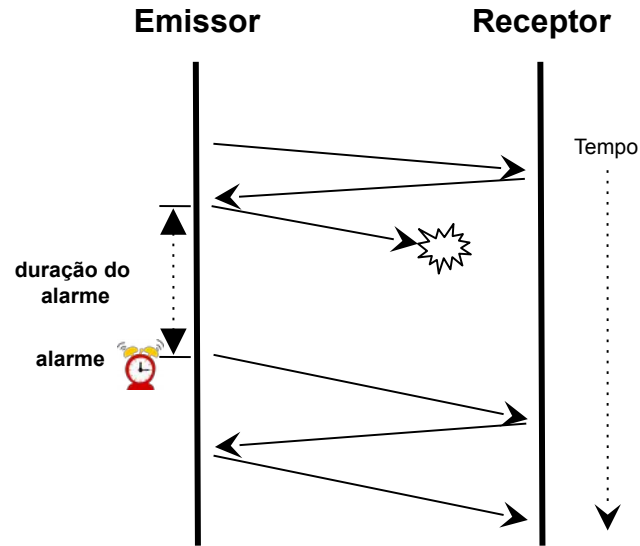 Emissor
Receptor
Tempo
duração do
alarme
alarme